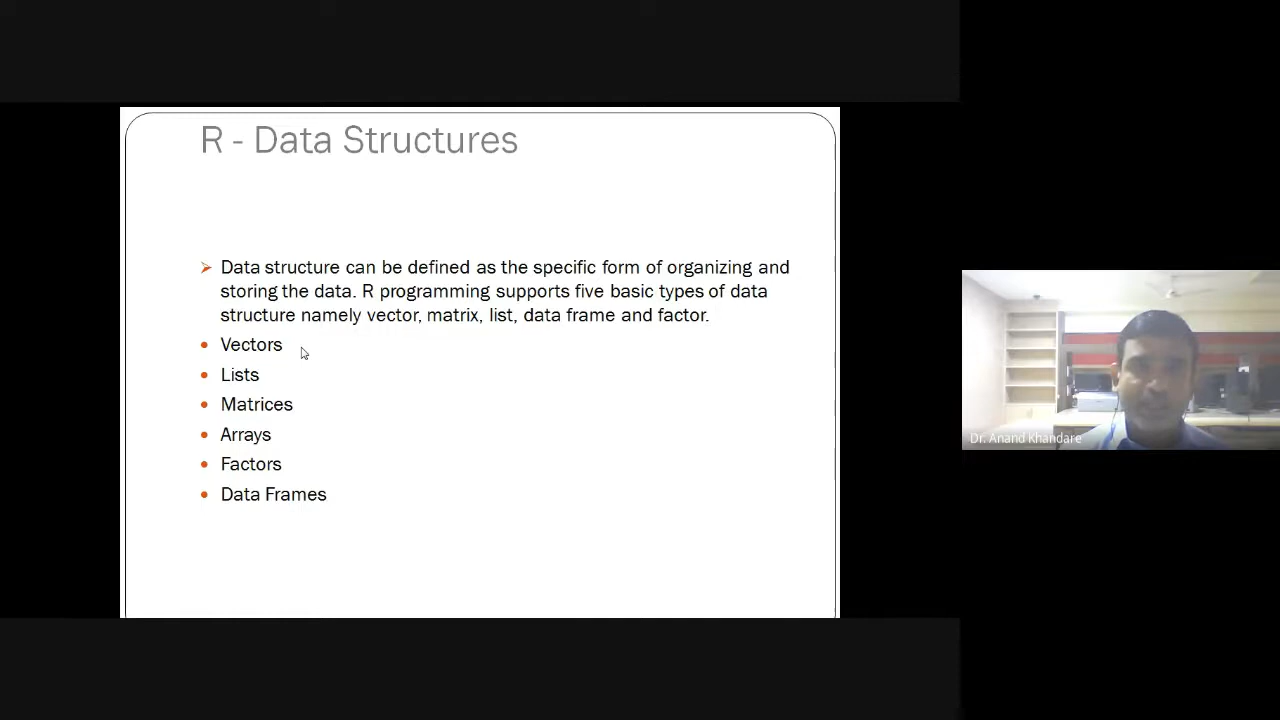 R - Data Structures
Data structure can be defined as the specific form of organizing and
storing the data. R programming supports five basic types of data
structure namely vector, matrix, list, data frame and factor.
Vectors
Lists
Matrices
Arrays
Factors
Data Frames
Dr. Anand Khandare